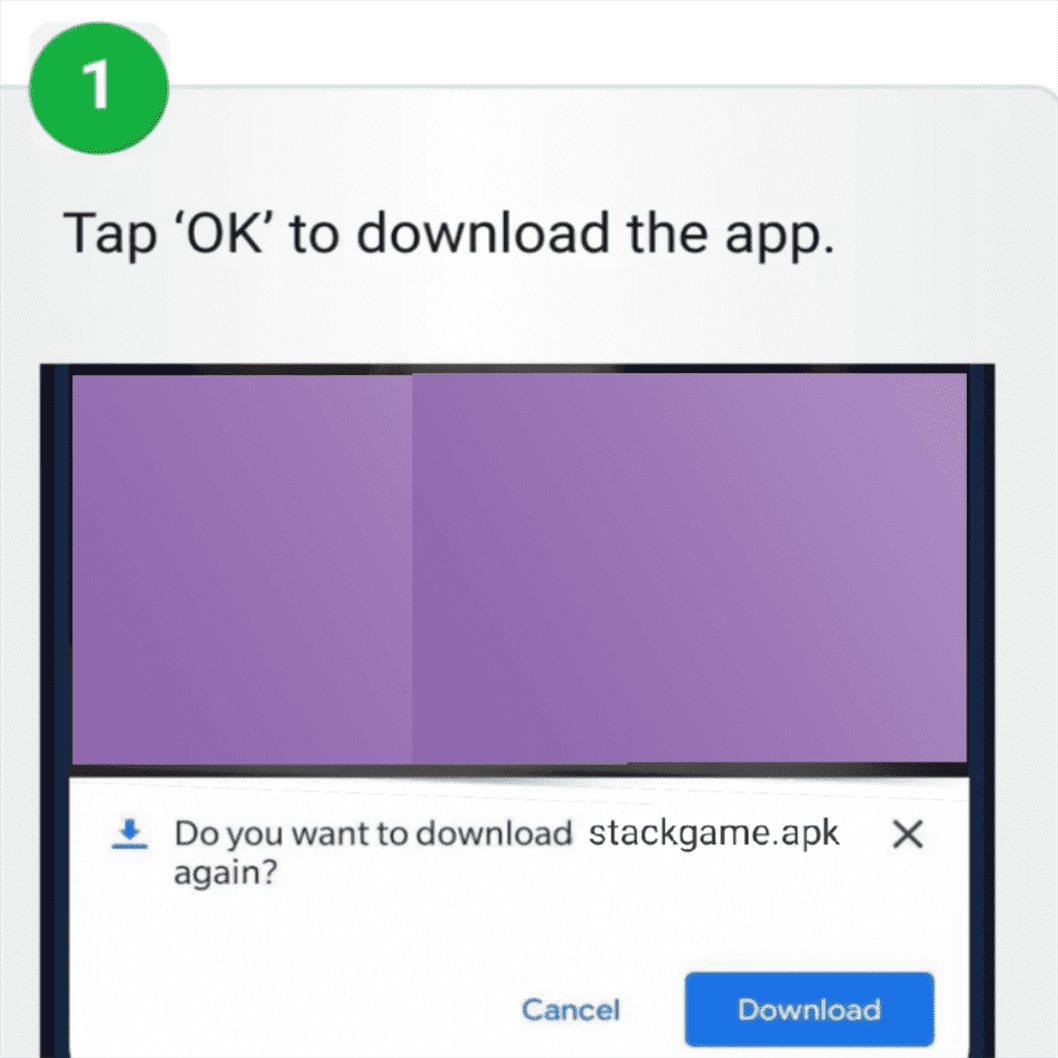 1
Tap ‘OK’ to download the app.
Do you want to download stackgame.apk
again?
Cancel
Download